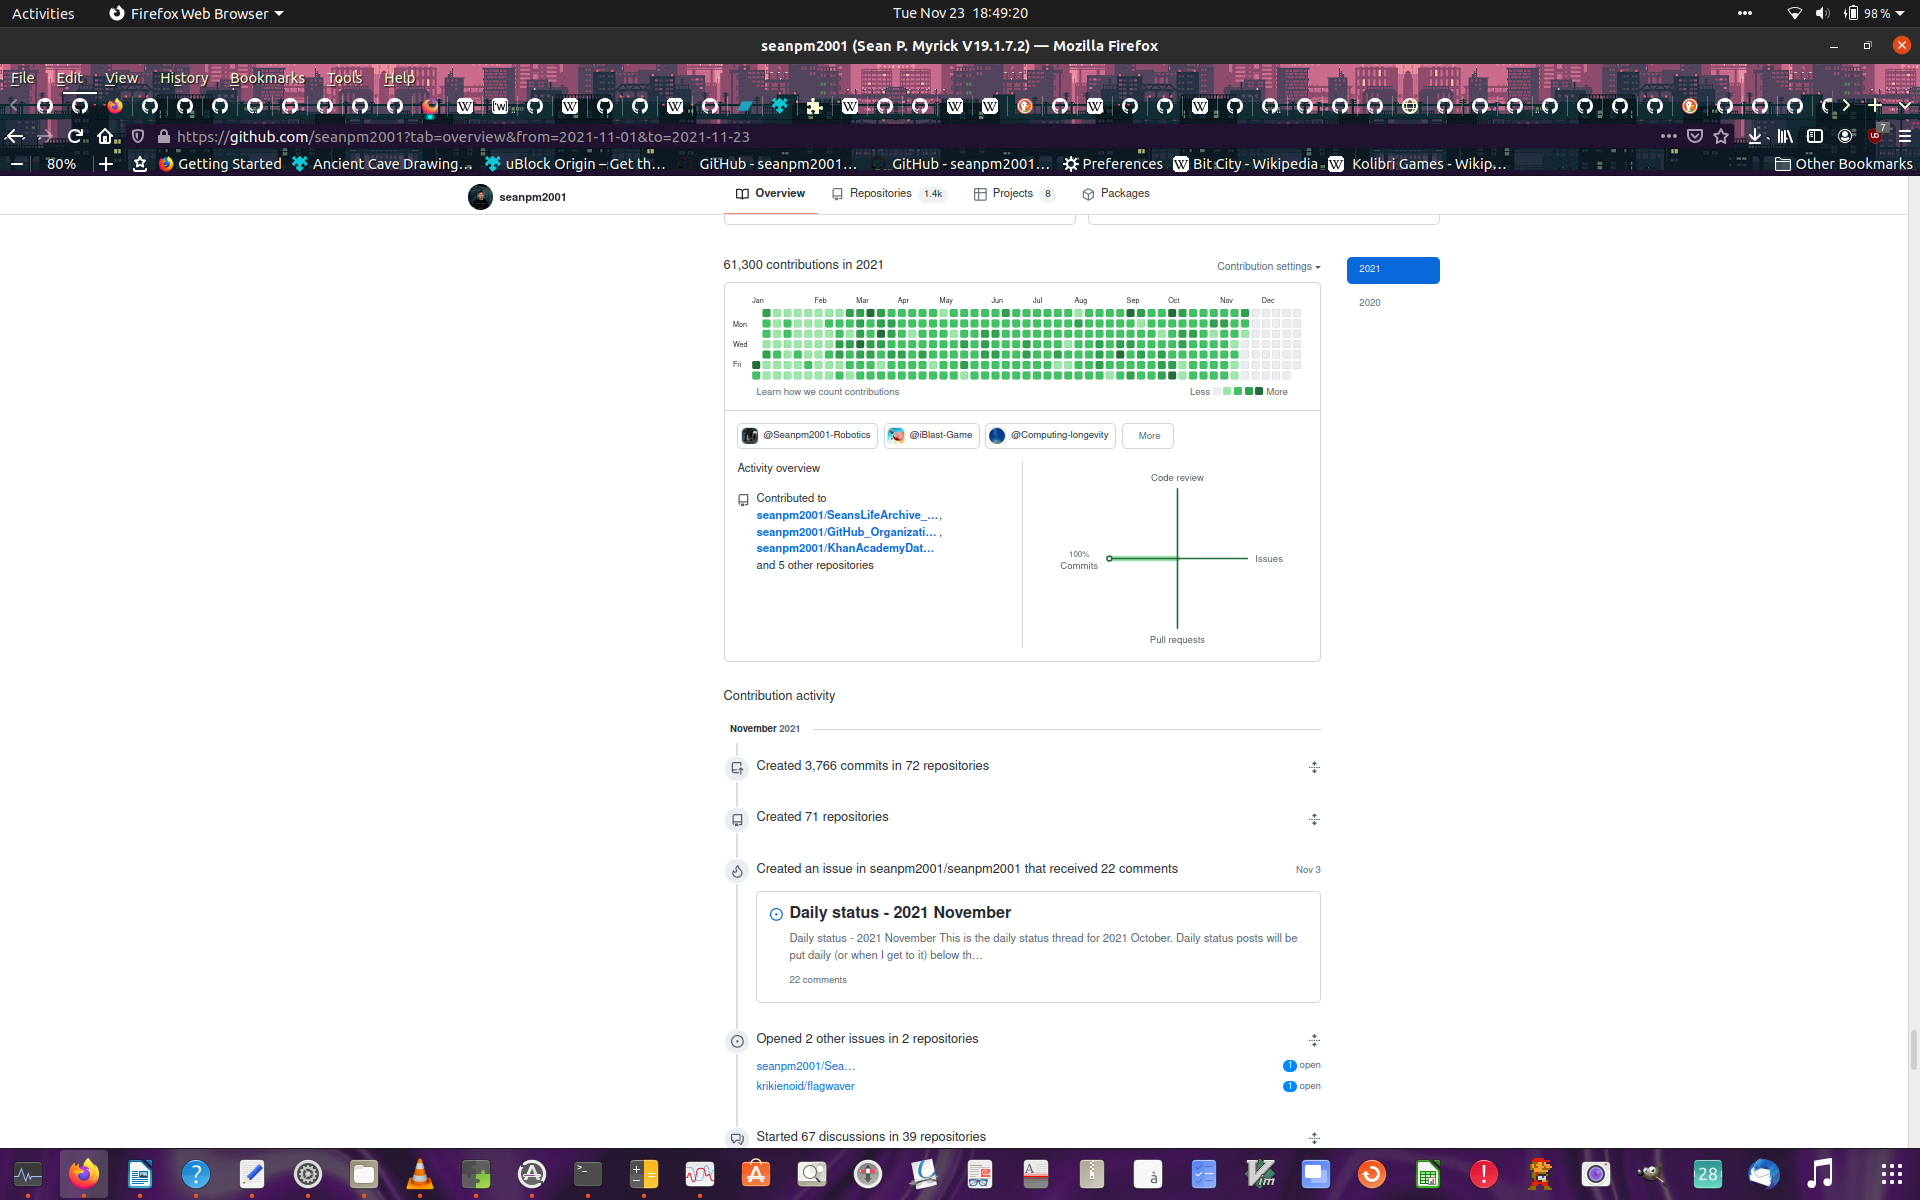 Activities
Firefox Web Browser
Tue Nov 23 18:49:20
98 %
seanpm2001 (Sean P. Myrick V19.1.7.2) — Mozilla Firefox
File Edit View History Bookmarks Tools Help
https://github.com/seanpm2001?tab=overview&from=2021-11-01&to=2021-11-23
7
80%
Getting Started
Ancient Cave Drawing…
uBlock Origin – Get th…
GitHub - seanpm2001…
GitHub - seanpm2001…
Preferences
Bit City - Wikipedia
Kolibri Games - Wikip…
Other Bookmarks
seanpm2001
Overview
Repositories 1.4k
Projects 8
Packages
61,300 contributions in 2021
Contribution settings
2021
2020
Jan Feb Mar Apr May Jun Jul Aug Sep Oct Nov Dec
Mon
Wed
Fri
Learn how we count contributions
Less More
@Seanpm2001-Robotics
@iBlast-Game
@Computing-longevity
More
Activity overview
Contributed to
seanpm2001/SeansLifeArchive_…,
seanpm2001/GitHub_Organizati… ,
seanpm2001/KhanAcademyDat…
and 5 other repositories
Code review
100%
Commits
Issues
Pull requests
Contribution activity
November 2021
Created 3,766 commits in 72 repositories
Created 71 repositories
Created an issue in seanpm2001/seanpm2001 that received 22 comments
Nov 3
Daily status - 2021 November
Daily status - 2021 November This is the daily status thread for 2021 October. Daily status posts will be
put daily (or when I get to it) below th…
22 comments
Opened 2 other issues in 2 repositories
seanpm2001/Sea…
1 open
krikienoid/flagwaver
1 open
Started 67 discussions in 39 repositories
28